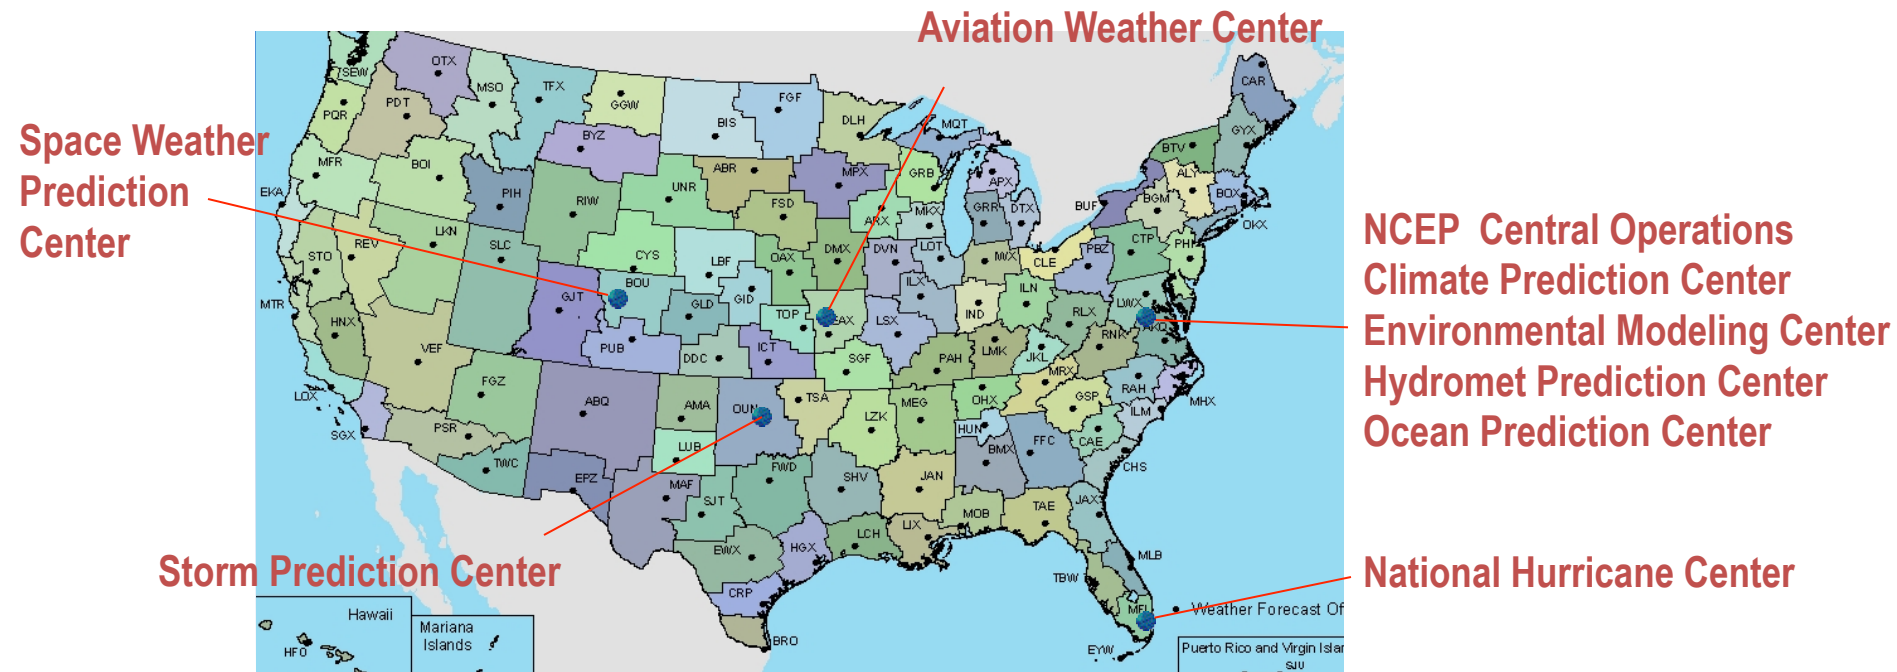 Aviation Weather Center
Space Weather
Prediction
Center
NCEP Central Operations
Climate Prediction Center
Environmental Modeling Center
Hydromet Prediction Center
Ocean Prediction Center
Storm Prediction Center
National Hurricane Center
SEW
OTX
MSO
TFX
GGW
BIS
FGF
DLH
MQT
CAR
PQR
PDT
BYZ
GYX
BTV
MFR
BOI
PIH
RIW
UNR
ABR
MPX
GRB
APX
ALY
BOX
EKA
FSD
ARX
MKX
GRR
DTX
BUF
BGM
OKX
STO
REV
LKN
SLC
CYS
LBF
OAX
DMX
DVN
LOT
IWX
CLE
PBZ
CTP
PHI
MTR
GJT
BOU
GLD
GID
TOP
EAX
LSX
ILX
IND
ILN
RLX
LWX
HNX
VEF
PUB
DDC
ICT
SGF
PAH
LMK
JKL
RNK
AKQ
LOX
FGZ
ABQ
AMA
OUN
TSA
LZK
MEG
OHX
MRX
GSP
RAH
MHX
SGX
PSR
TWC
EPZ
LUB
HUN
BMX
FFC
CAE
ILM
CHS
MAF
SJT
FWD
SHV
JAN
MOB
TAE
JAX
EWX
HGX
LCH
LIX
MLB
TBW
CRP
BRO
MFL
EYW
Weather Forecast Of
Hawaii
HFO
Mariana
Islands
Puerto Rico and Virgin Islan
SJU